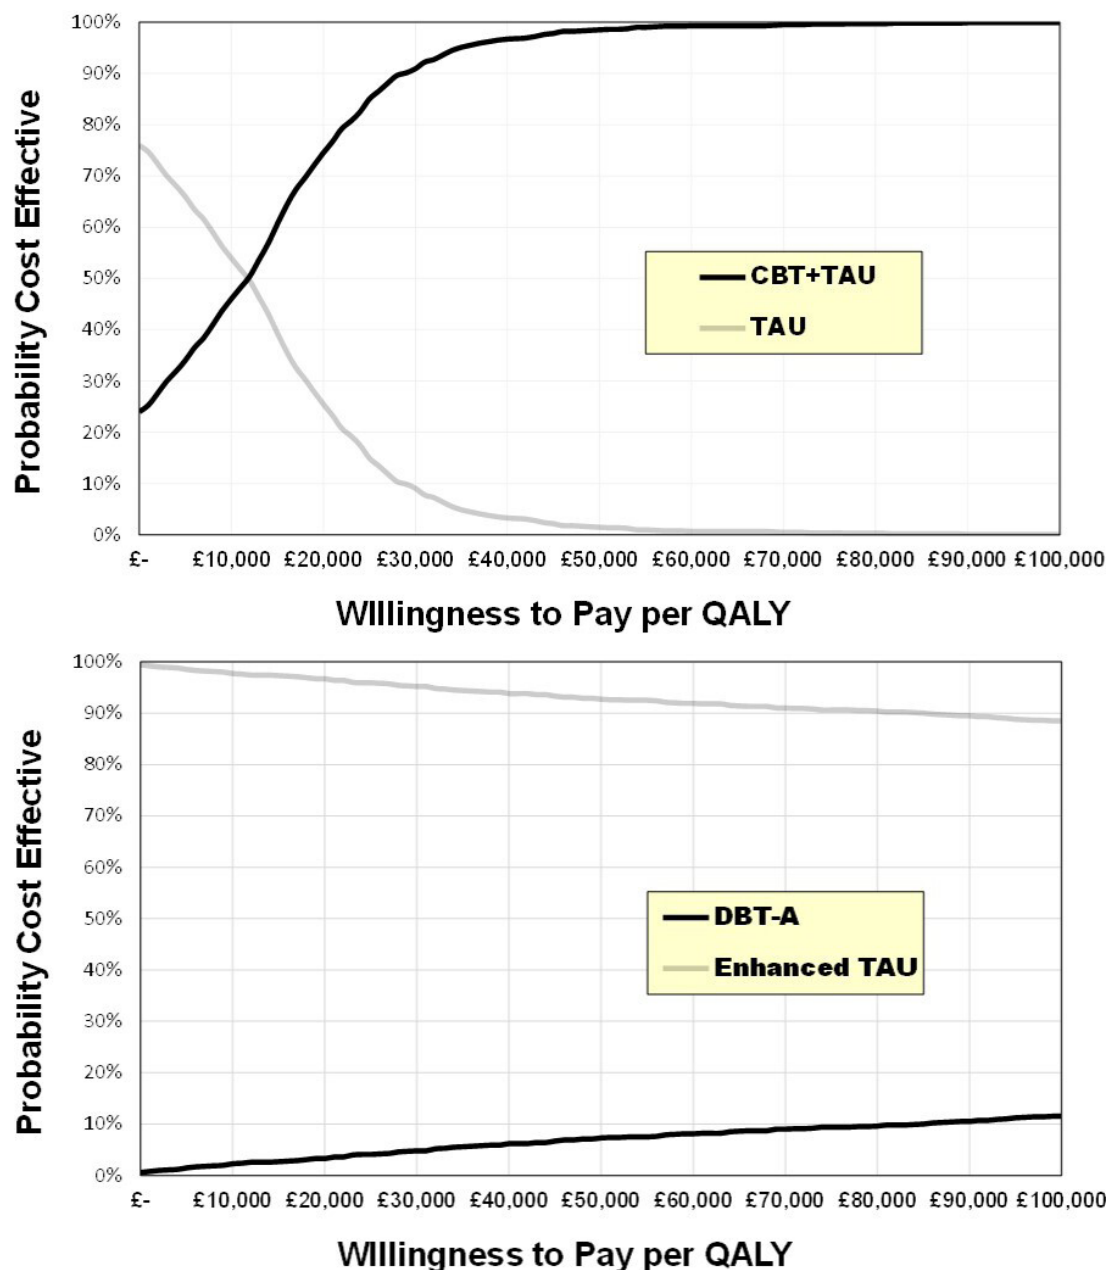 100%
90%
80%
70%
60%
50%
40%
30%
20%
10%
0%
Probability Cost Effective
CBT+TAU
TAU
£- £10,000 £20,000 £30,000 £40,000 £50,000 £60,000 £70,000 £80,000 £90,000 £100,000
WIllingness to Pay per QALY
100%
90%
80%
70%
60%
50%
40%
30%
20%
10%
0%
Probability Cost Effective
DBT-A
Enhanced TAU
£- £10,000 £20,000 £30,000 £40,000 £50,000 £60,000 £70,000 £80,000 £90,000 £100,000
WIllingness to Pay per QALY